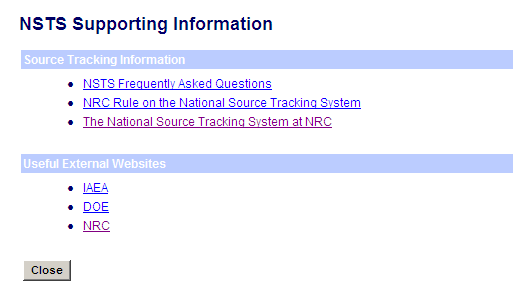 NSTS Supporting Information
Source Tracking Information
NSTS Frequently Asked Questions
NRC Rule on the National Source Tracking System
The National Source Tracking System at NRC
Useful External Websites
IAEA
DOE
NRC
Close